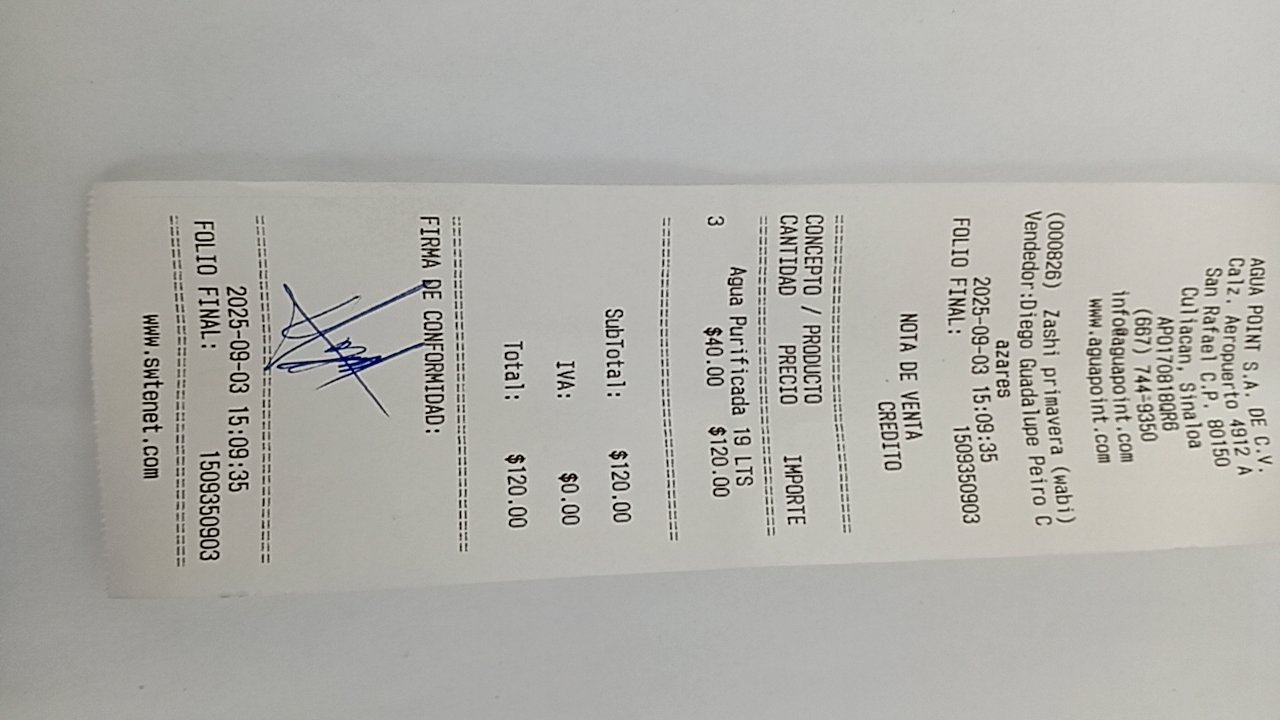 AGUA POINT S.A. DE C.V.
Calz. Aeropuerto 4912 A
San Rafael C.P. 80150
Culiacan, Sinaloa
APO170818QR6
(667) 744-9350
info@aguapoint.com
www.aguapoint.com
(000826) Zashi primavera (wabi)
Vendedor:Diego Guadalupe Peiro C
azares
2025-09-03 15:09:35
FOLIO FINAL: 1509350903
NOTA DE VENTA
CREDITO
CONCEPTO / PRODUCTO
CANTIDAD PRECIO IMPORTE
Agua Purificada 19 LTS
3 $40.00 $120.00
SubTotal: $120.00
IVA: $0.00
Total: $120.00
FIRMA DE CONFORMIDAD:
2025-09-03 15:09:35
FOLIO FINAL: 1509350903
www.swtenet.com